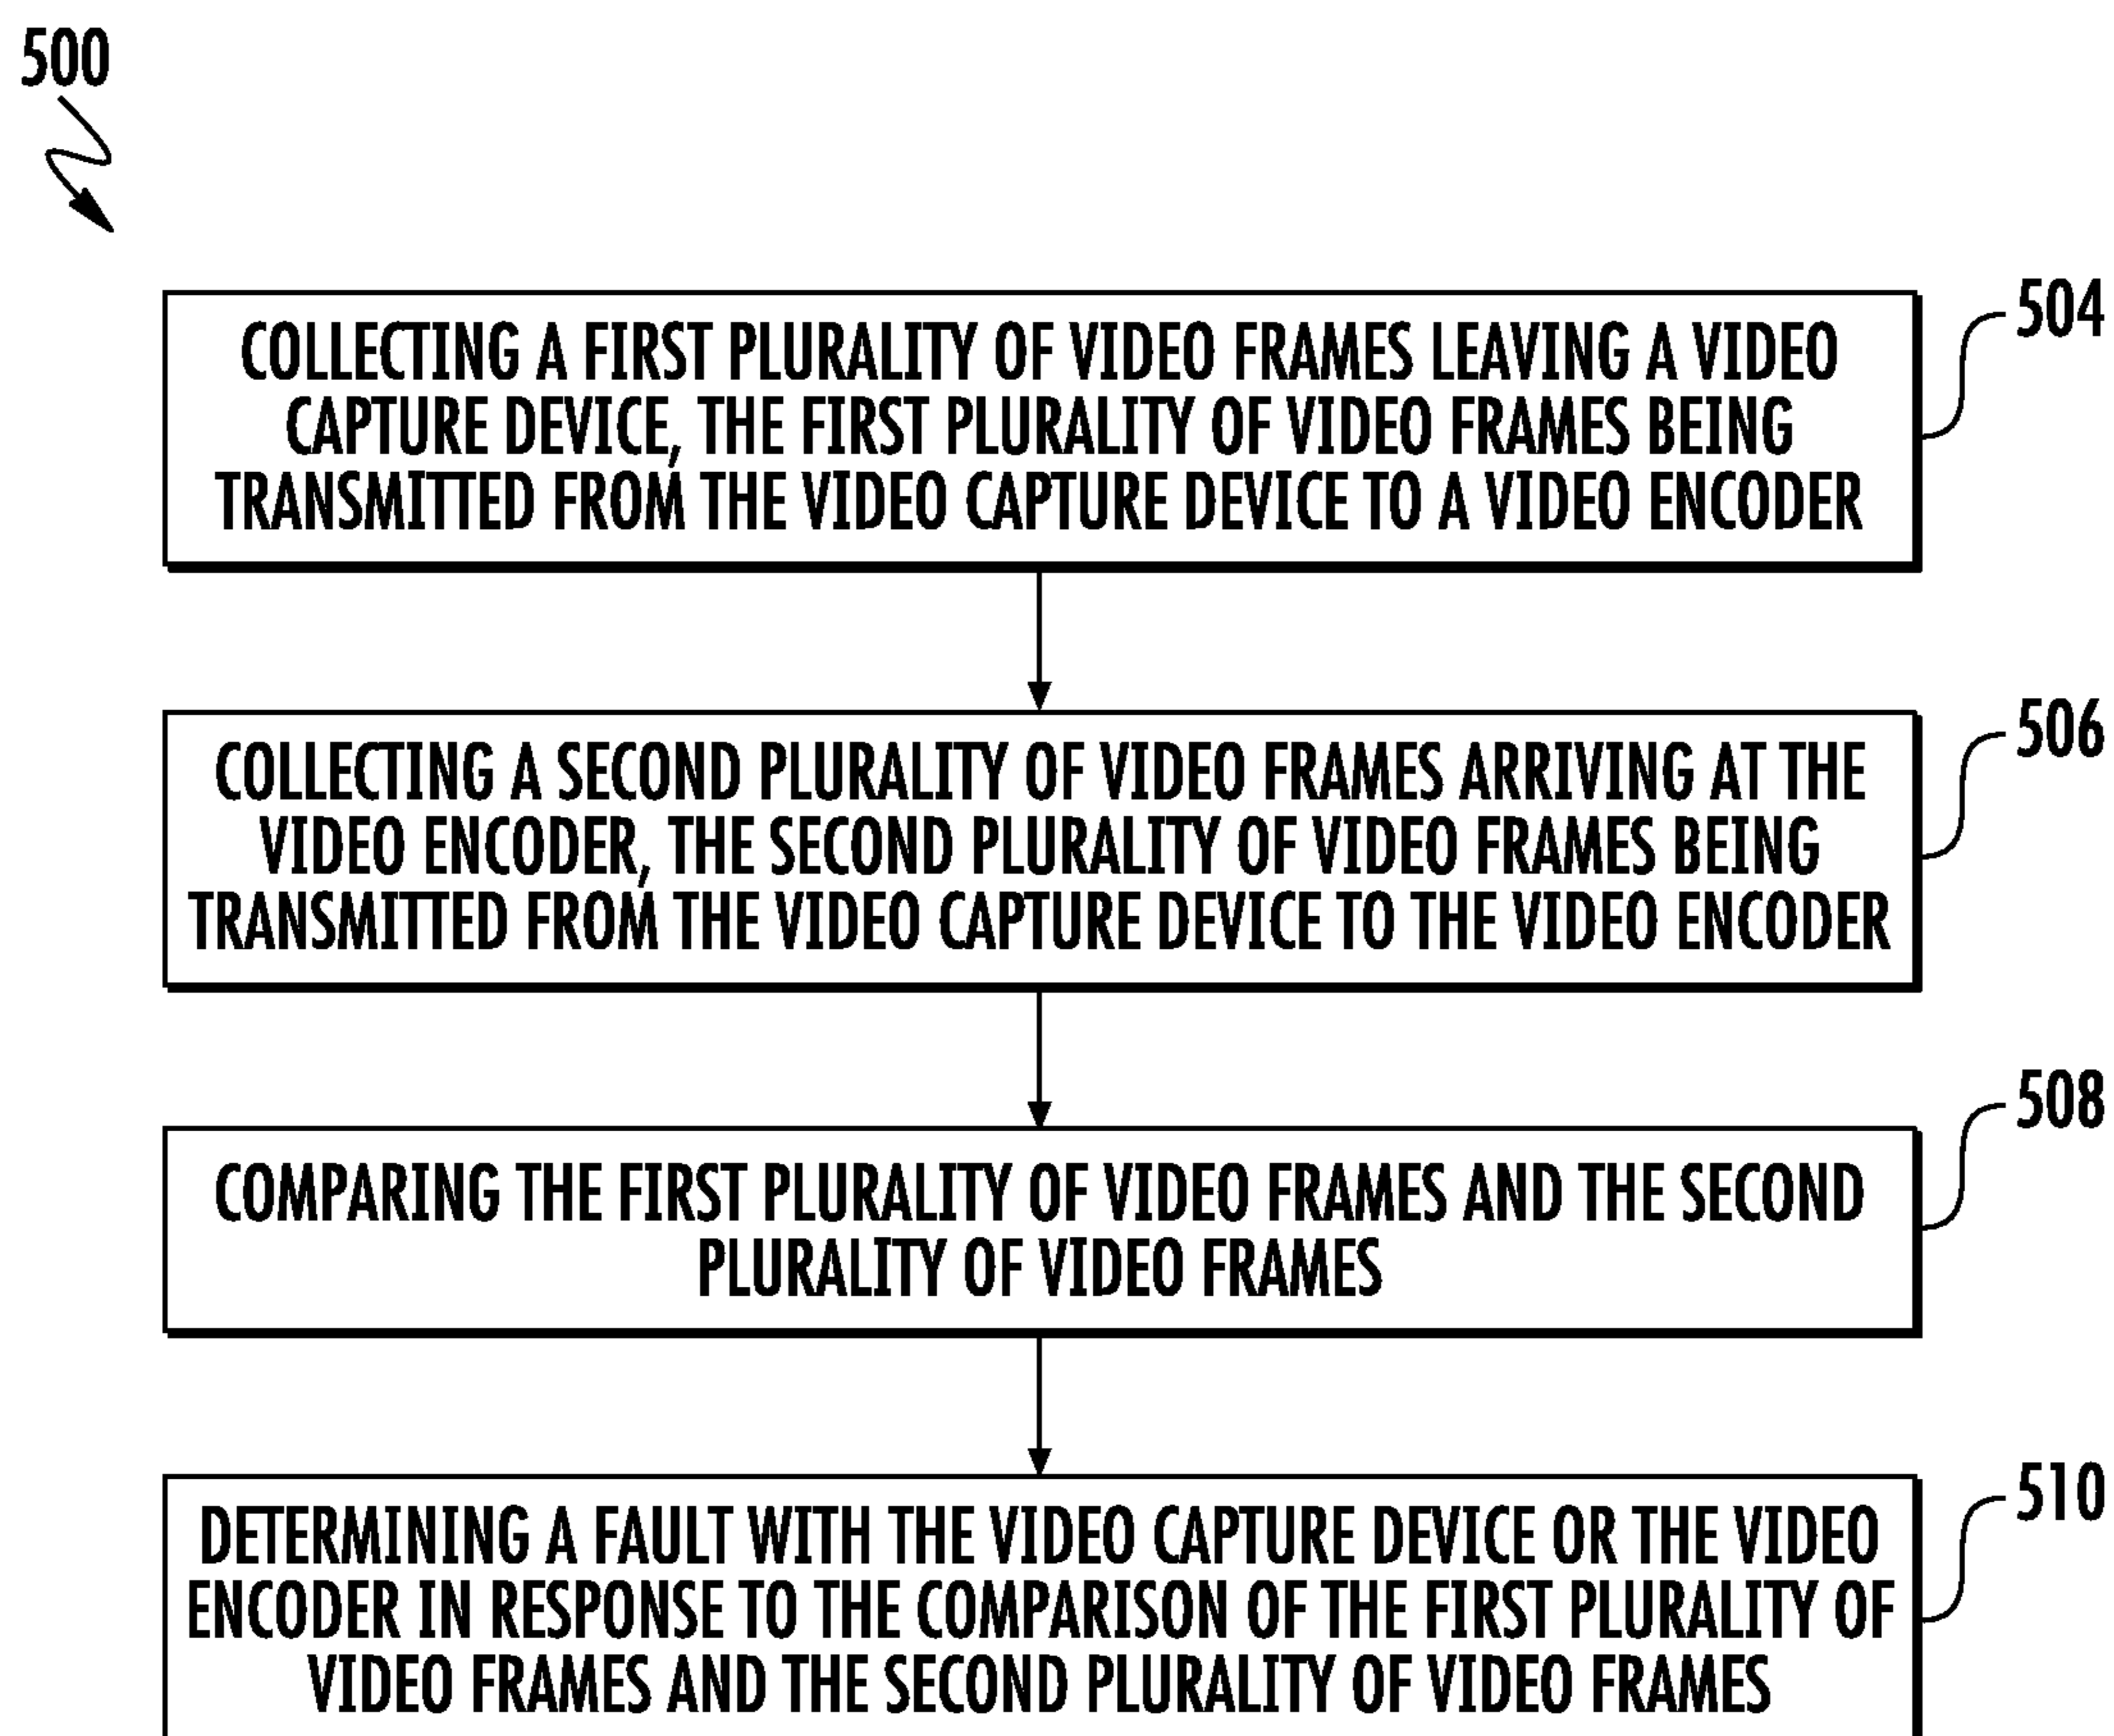 500
504
COLLECTING A FIRST PLURALITY OF VIDEO FRAMES LEAVING A VIDEO
CAPTURE DEVICE, THE FIRST PLURALITY OF VIDEO FRAMES BEING
TRANSMITTED FROM THE VIDEO CAPTURE DEVICE TO A VIDEO ENCODER
506
COLLECTING A SECOND PLURALITY OF VIDEO FRAMES ARRIVING AT THE
VIDEO ENCODER, THE SECOND PLURALITY OF VIDEO FRAMES BEING
TRANSMITTED FROM THE VIDEO CAPTURE DEVICE TO THE VIDEO ENCODER
508
COMPARING THE FIRST PLURALITY OF VIDEO FRAMES AND THE SECOND
PLURALITY OF VIDEO FRAMES
510
DETERMINING A FAULT WITH THE VIDEO CAPTURE DEVICE OR THE VIDEO
ENCODER IN RESPONSE TO THE COMPARISON OF THE FIRST PLURALITY OF
VIDEO FRAMES AND THE SECOND PLURALITY OF VIDEO FRAMES